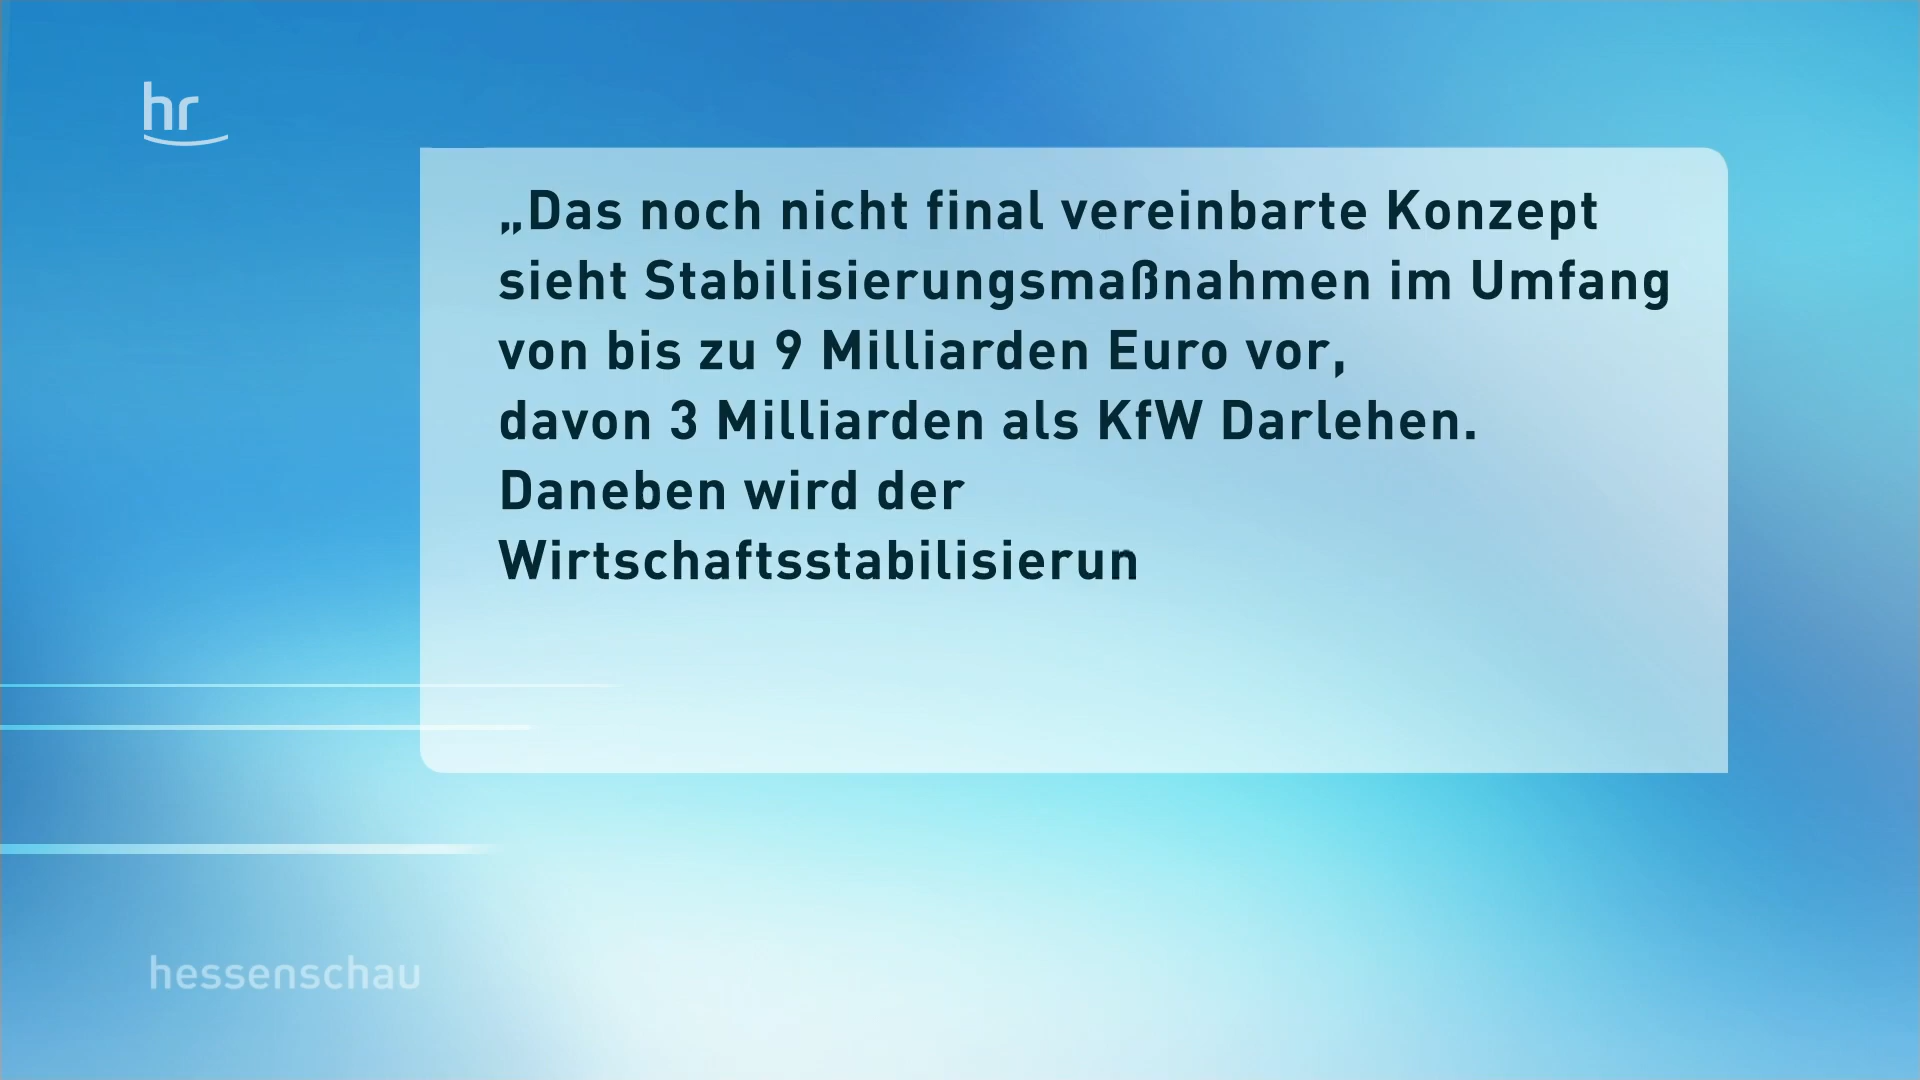 hr
„Das noch nicht final vereinbarte Konzept
sieht Stabilisierungsmaßnahmen im Umfang
von bis zu 9 Milliarden Euro vor,
davon 3 Milliarden als KfW Darlehen.
Daneben wird der
Wirtschaftsstabilisierun
hessenschau